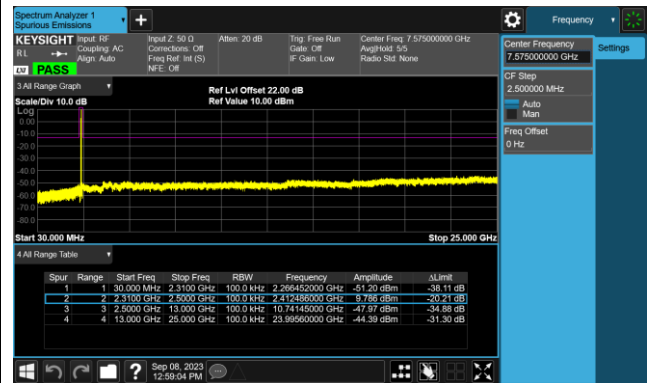 Spectrum Analyzer 1
Spurious Emissions
Frequency
KEYSIGHT Input: RF Input Z: 50 Ω Atten: 20 dB Trig: Free Run Center Freq: 7.575000000 GHz
RL Coupling: AC Corrections: Off Gate: Off Avg|Hold: 5/5
Align: Auto Freq Ref: Int (S) IF Gain: Low Radio Std: None
LXI PASS NFE: Off
Center Frequency
7.575000000 GHz
Settings
CF Step
2.500000 MHz
Auto
Man
Freq Offset
0 Hz
3 All Range Graph
Ref Lvl Offset 22.00 dB
Scale/Div 10.0 dB Ref Value 10.00 dBm
Log
0.00
-10.0
-20.0
-30.0
-40.0
-50.0
-60.0
-70.0
-80.0
Start 30.000 MHz Stop 25.000 GHz
4 All Range Table
Spur Range Start Freq Stop Freq RBW Frequency Amplitude ΔLimit
1 1 30.000 MHz 2.3100 GHz 100.0 kHz 2.266452000 GHz -51.20 dBm -38.11 dB
2 2 2.3100 GHz 2.5000 GHz 100.0 kHz 2.412486000 GHz 9.786 dBm -20.21 dB
3 3 2.5000 GHz 13.000 GHz 100.0 kHz 10.74145000 GHz -47.97 dBm -34.88 dB
4 4 13.000 GHz 25.000 GHz 100.0 kHz 23.99560000 GHz -44.39 dBm -31.30 dB
? Sep 08, 2023
12:59:04 PM